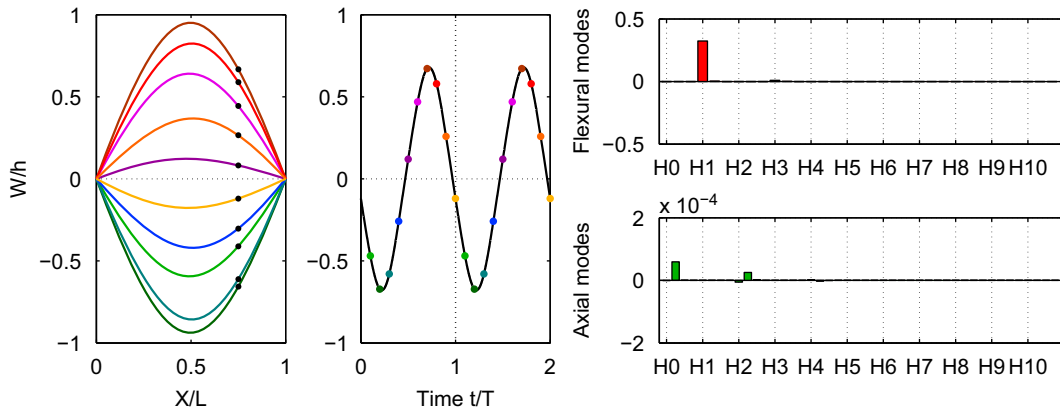 1
0.5
0
−0.5
−1
W/h
0 0.5 1
X/L
1
0.5
0
−0.5
−1
0 1 2
Time t/T
0.5
0
−0.5
Flexural modes
H0 H1 H2 H3 H4 H5 H6 H7 H8 H9 H10
x 10⁻⁴
2
0
−2
Axial modes
H0 H1 H2 H3 H4 H5 H6 H7 H8 H9 H10